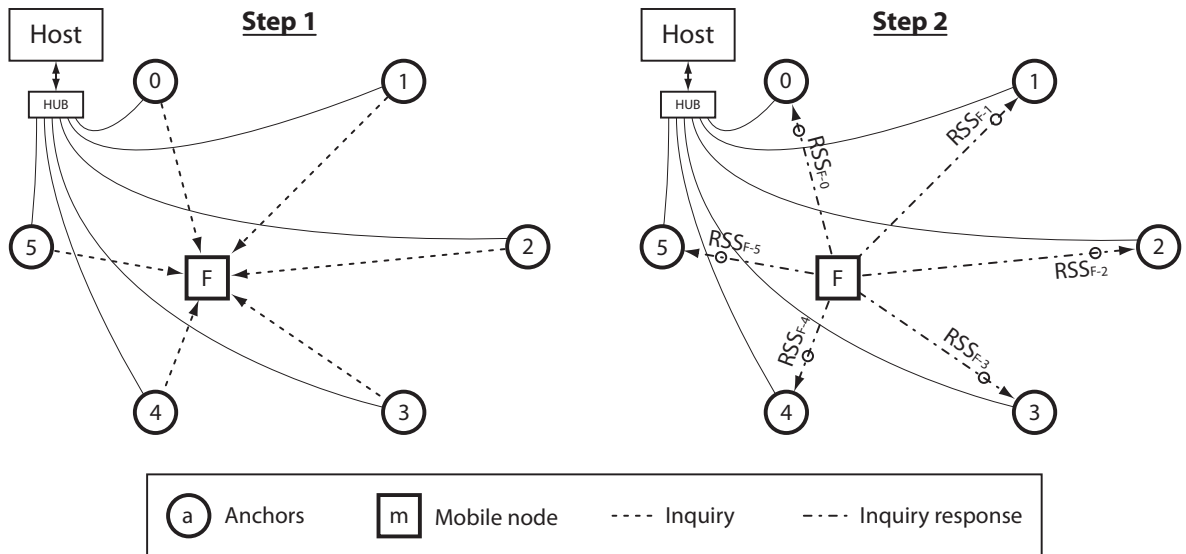 Step 1
Host
HUB
0
1
5
F
2
4
3
Step 2
Host
HUB
0
1
RSSF-0
RSSF-1
5
RSSF-5
F
2
RSSF-2
RSSF-4
RSSF-3
4
3
a Anchors m Mobile node Inquiry Inquiry response